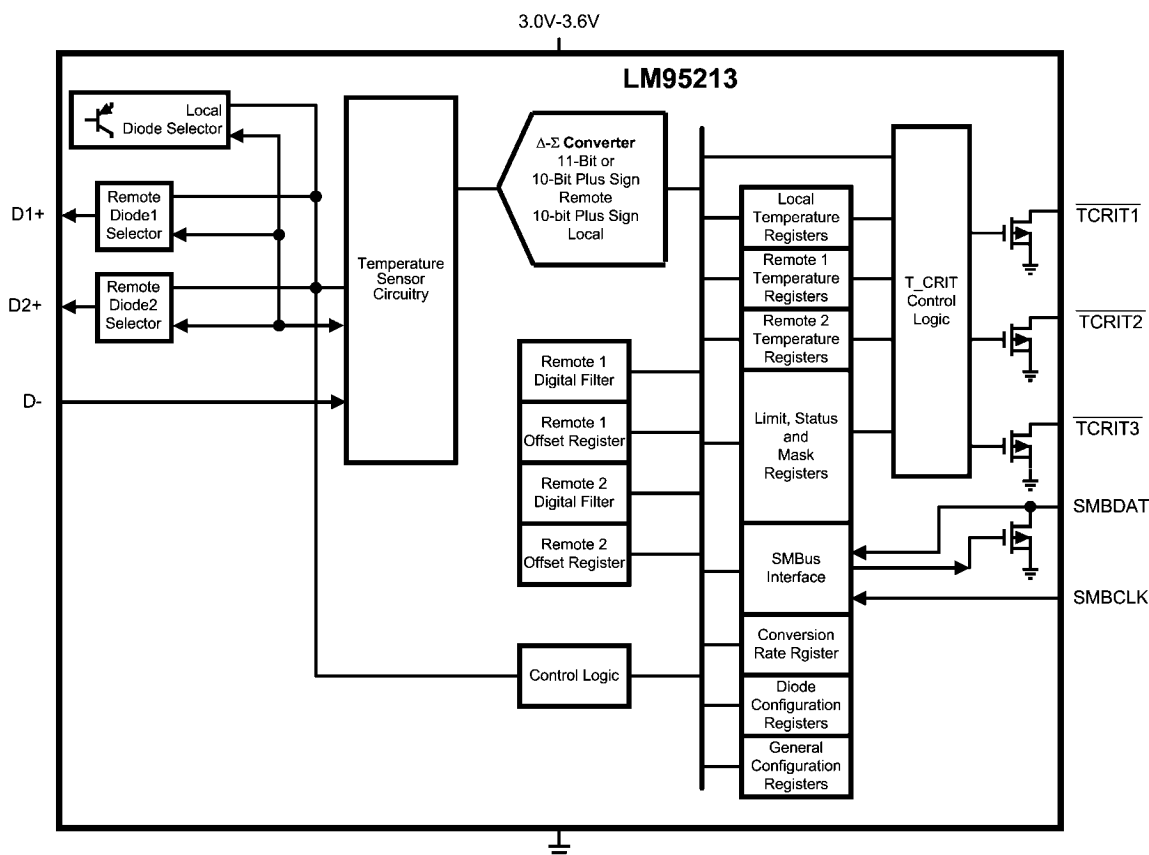 3.0V-3.6V
LM95213
Local
Diode Selector
D1+
Remote
Diode1
Selector
D2+
Remote
Diode2
Selector
D-
Temperature
Sensor
Circuitry
Δ-Σ Converter
11-Bit or
10-Bit Plus Sign
Remote
10-bit Plus Sign
Local
Remote 1
Digital Filter
Remote 1
Offset Register
Remote 2
Digital Filter
Remote 2
Offset Register
Control Logic
Local
Temperature
Registers
Remote 1
Temperature
Registers
Remote 2
Temperature
Registers
Limit, Status
and
Mask
Registers
SMBus
Interface
Conversion
Rate Rgister
Diode
Configuration
Registers
General
Configuration
Registers
T_CRIT
Control
Logic
TCRIT1
TCRIT2
TCRIT3
SMBDAT
SMBCLK